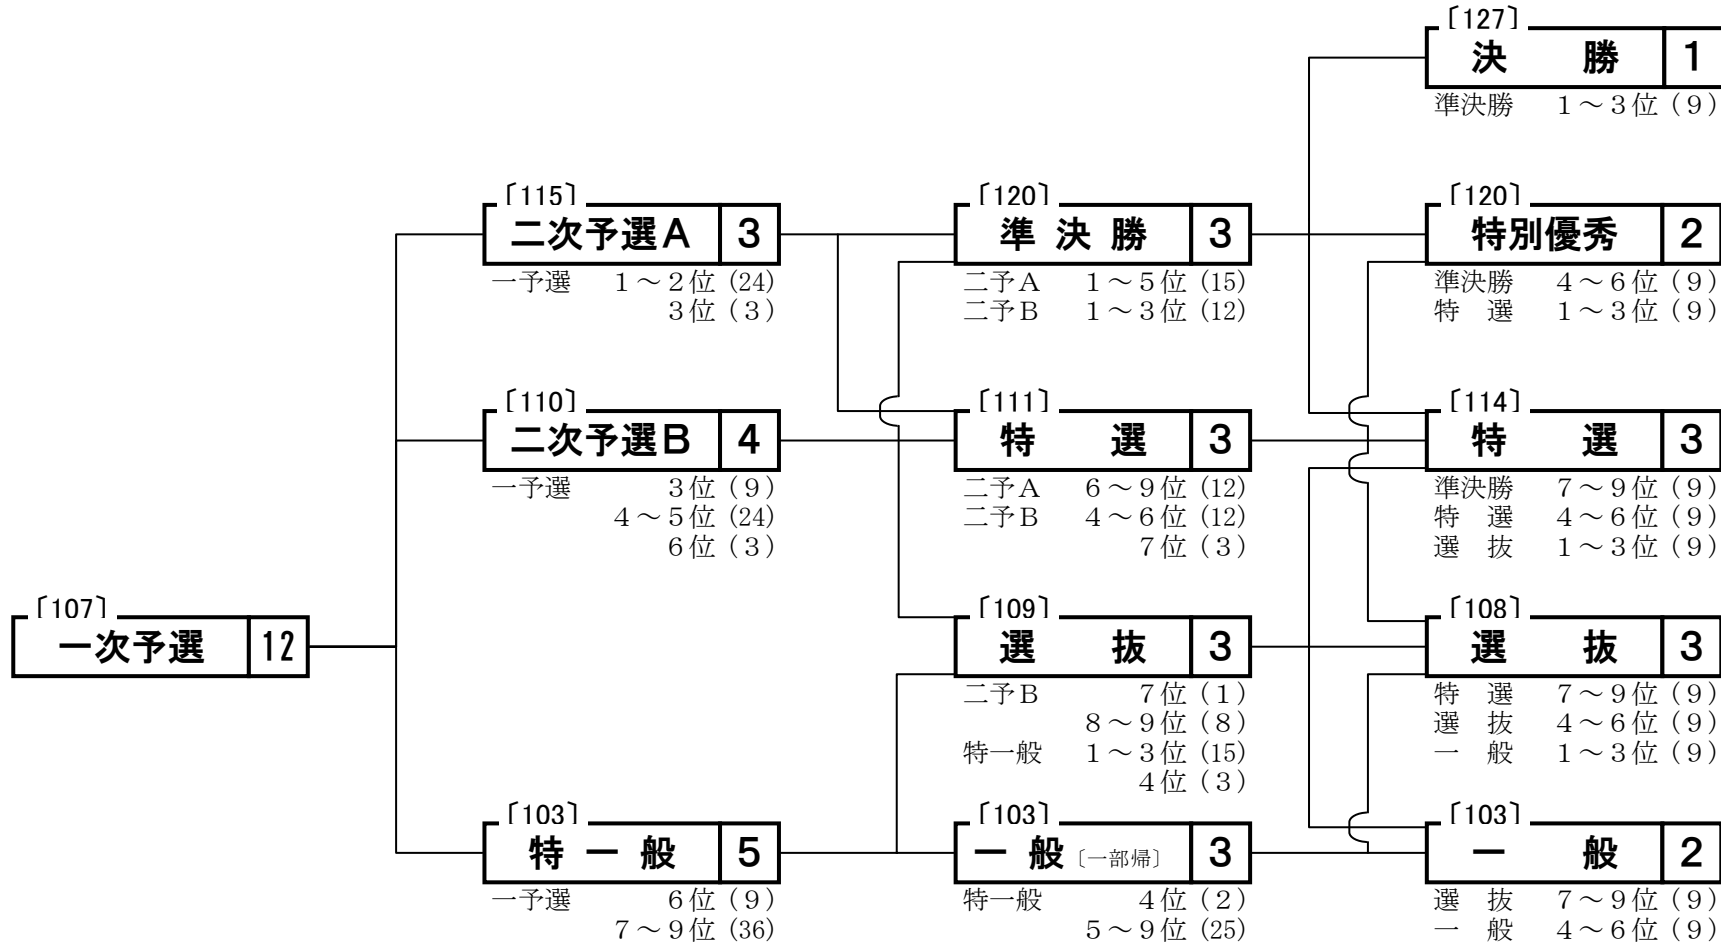 〔127〕
決　勝 1
準決勝 1～3位 (9)
〔115〕
二次予選A 3
一予選 1～2位 (24)
3位 (3)
〔120〕
準決勝 3
二予A 1～5位 (15)
二予B 1～3位 (12)
〔120〕
特別優秀 2
準決勝 4～6位 (9)
特　選 1～3位 (9)
〔110〕
二次予選B 4
一予選 3位 (9)
4～5位 (24)
6位 (3)
〔111〕
特　選 3
二予A 6～9位 (12)
二予B 4～6位 (12)
7位 (3)
〔114〕
特　選 3
準決勝 7～9位 (9)
特　選 4～6位 (9)
選　抜 1～3位 (9)
〔107〕
一次予選 12
〔109〕
選　抜 3
二予B 7位 (1)
8～9位 (8)
特一般 1～3位 (15)
4位 (3)
〔108〕
選　抜 3
特　選 7～9位 (9)
選　抜 4～6位 (9)
一　般 1～3位 (9)
〔103〕
特一般 5
一予選 6位 (9)
7～9位 (36)
〔103〕
一般〔一部帰〕 3
特一般 4位 (2)
5～9位 (25)
〔103〕
一　般 2
選　抜 7～9位 (9)
一　般 4～6位 (9)